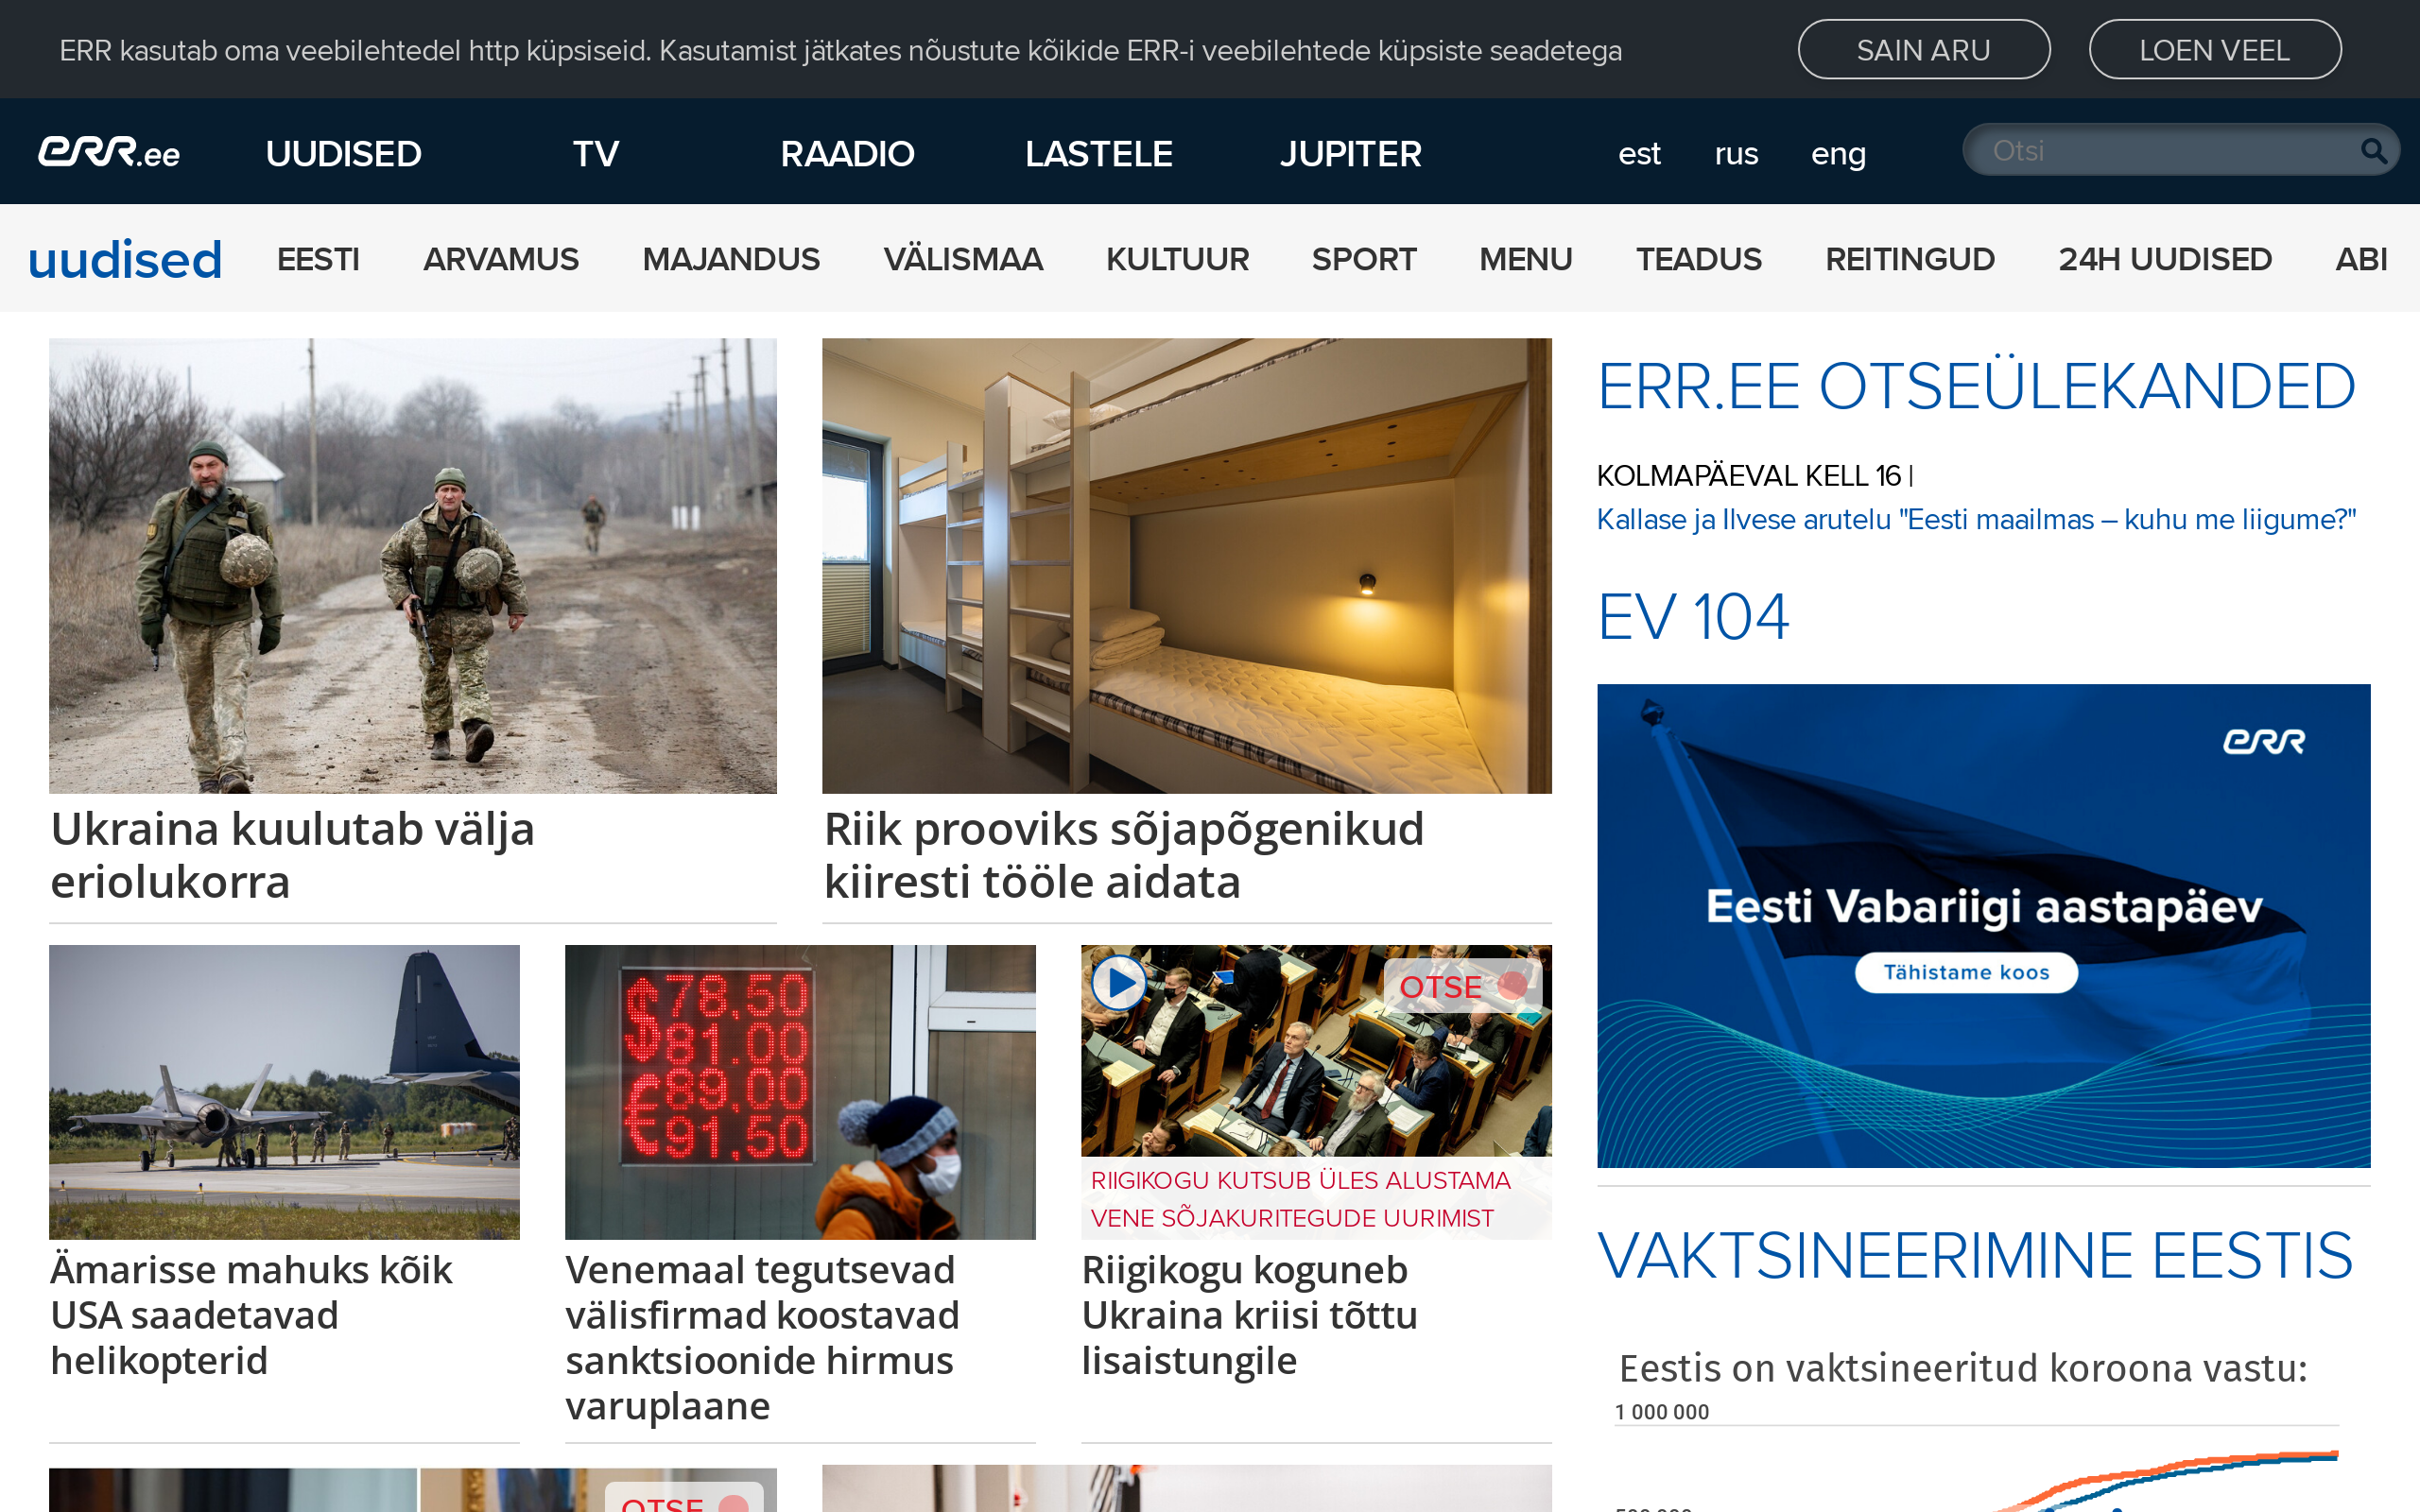 ERR kasutab oma veebilehtedel http küpsiseid. Kasutamist jätkates nõustute kõikide ERR-i veebilehtede küpsiste seadetega
SAIN ARU
LOEN VEEL
err.ee
UUDISED
TV
RAADIO
LASTELE
JUPITER
est
rus
eng
Otsi
uudised
EESTI
ARVAMUS
MAJANDUS
VÄLISMAA
KULTUUR
SPORT
MENU
TEADUS
REITINGUD
24H UUDISED
ABI
Ukraina kuulutab välja
eriolukorra
Riik prooviks sõjapõgenikud
kiiresti tööle aidata
$78,50
81.00
€89.00
91,50
OTSE
RIIGIKOGU KUTSUB ÜLES ALUSTAMA
VENE SÕJAKURITEGUDE UURIMIST
Ämarisse mahuks kõik
USA saadetavad
helikopterid
Venemaal tegutsevad
välisfirmad koostavad
sanktsioonide hirmus
varuplaane
Riigikogu koguneb
Ukraina kriisi tõttu
lisaistungile
OTSE
ERR.EE OTSEÜLEKANDED
KOLMAPÄEVAL KELL 16 |
Kallase ja Ilvese arutelu "Eesti maailmas – kuhu me liigume?"
EV 104
err
Eesti Vabariigi aastapäev
Tähistame koos
VAKTSINEERIMINE EESTIS
Eestis on vaktsineeritud koroona vastu:
1 000 000